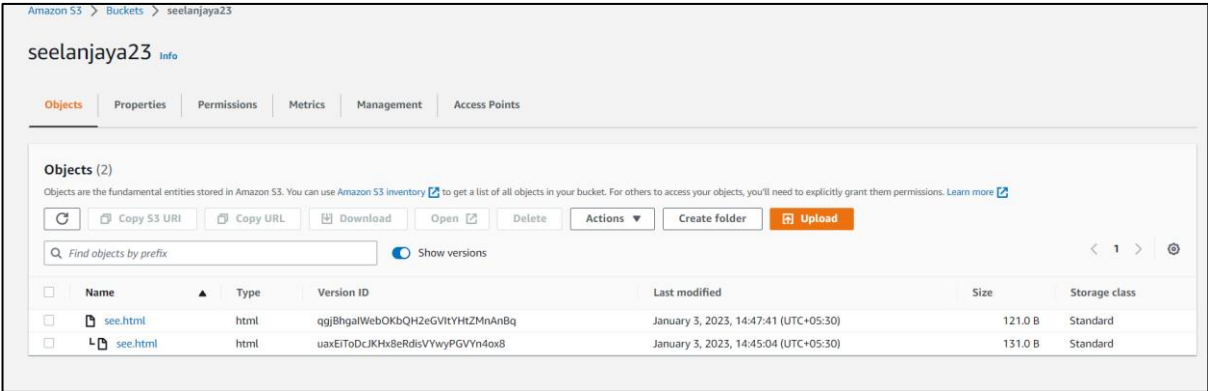 Amazon S3 > Buckets > seelanjaya23
seelanjaya23 Info
Objects Properties Permissions Metrics Management Access Points
Objects (2)
Objects are the fundamental entities stored in Amazon S3. You can use Amazon S3 inventory to get a list of all objects in your bucket. For others to access your objects, you'll need to explicitly grant them permissions. Learn more
Copy S3 URI Copy URL Download Open Delete Actions Create folder Upload
Find objects by prefix Show versions < 1 >
Name Type Version ID Last modified Size Storage class
see.html html qgjBhgaIWebOKbQH2eGVItYHtZMnAnBq January 3, 2023, 14:47:41 (UTC+05:30) 121.0 B Standard
see.html html uaxEiToDcJKHx8eRdisVYwyPGVYn4ox8 January 3, 2023, 14:45:04 (UTC+05:30) 131.0 B Standard